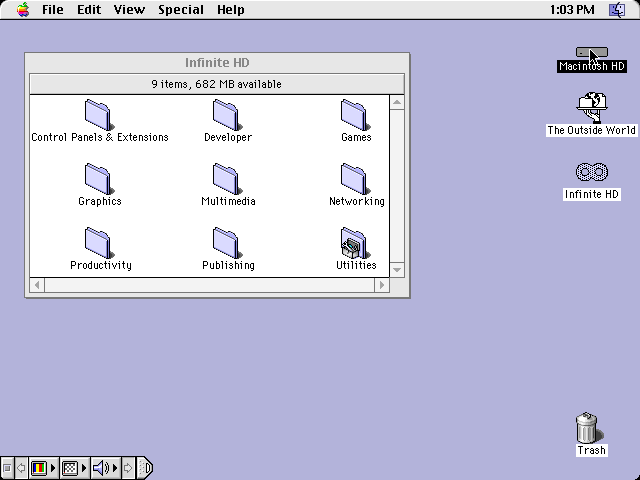 File Edit View Special Help 1:03 PM
Infinite HD
9 items, 682 MB available
Control Panels & Extensions Developer Games
Graphics Multimedia Networking
Productivity Publishing Utilities
Macintosh HD
The Outside World
Infinite HD
Trash